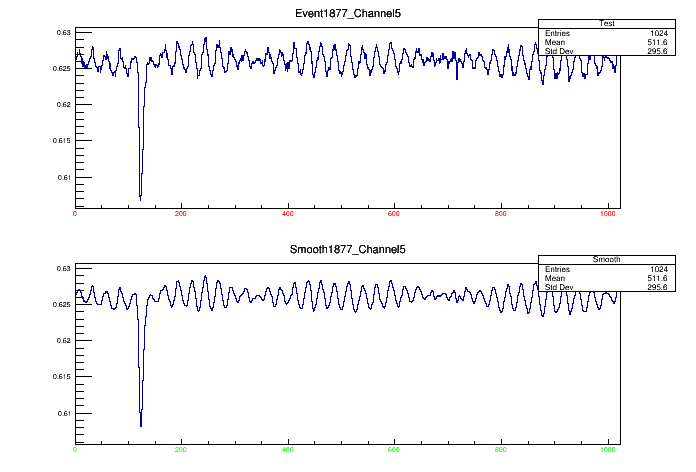 Event1877_Channel5
Test
Entries 1024
Mean 511.6
Std Dev 295.6
0.63
0.625
0.62
0.615
0.61
0 200 400 600 800 1000
Smooth1877_Channel5
Smooth
Entries 1024
Mean 511.6
Std Dev 295.6
0.63
0.625
0.62
0.615
0.61
0 200 400 600 800 1000